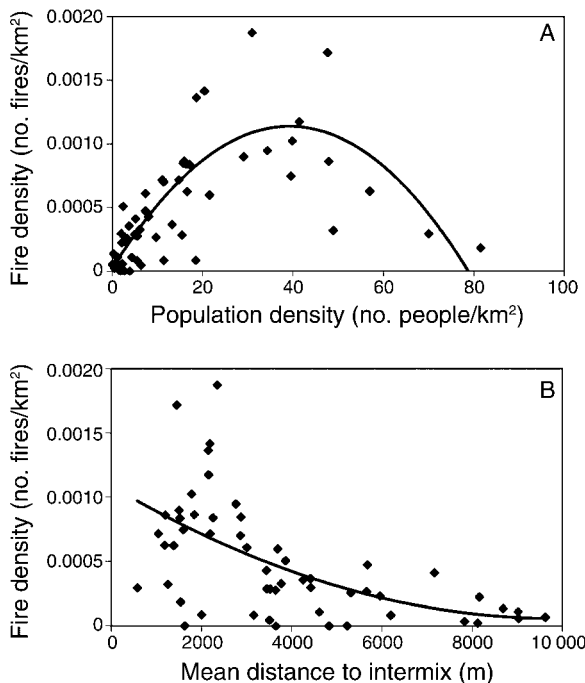 A
Fire density (no. fires/km²)
0.0020
0.0015
0.0010
0.0005
0
0 20 40 60 80 100
Population density (no. people/km²)
B
Fire density (no. fires/km²)
0.0020
0.0015
0.0010
0.0005
0
0 2000 4000 6000 8000 10 000
Mean distance to intermix (m)